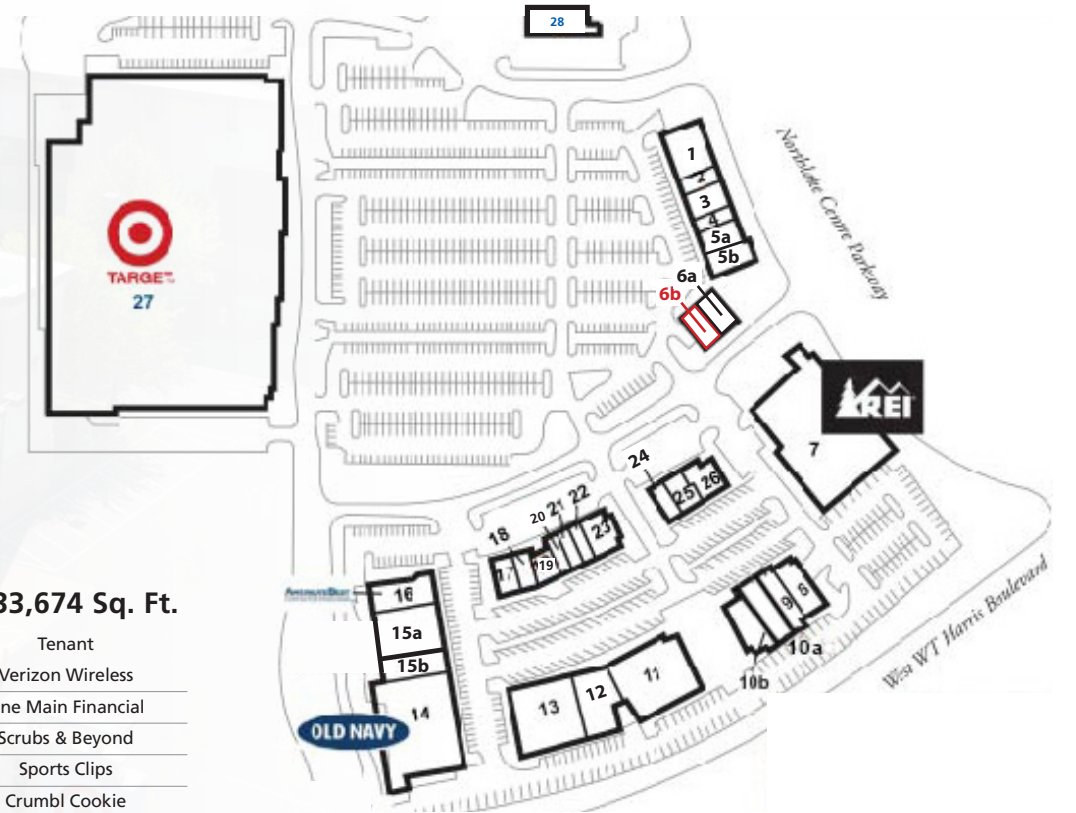 28
1
2
3
4
5a
5b
6a
6b
Northlake Centre Parkway
TARGET
27
REI
7
24
25
26
18
20
21
22
17
19
23
16
15a
15b
14
OLD NAVY
13
12
11
10b
10a
9
8
West WT Harris Boulevard
33,674 Sq. Ft.
Tenant
Verizon Wireless
ne Main Financial
Scrubs & Beyond
Sports Clips
Crumbl Cookie